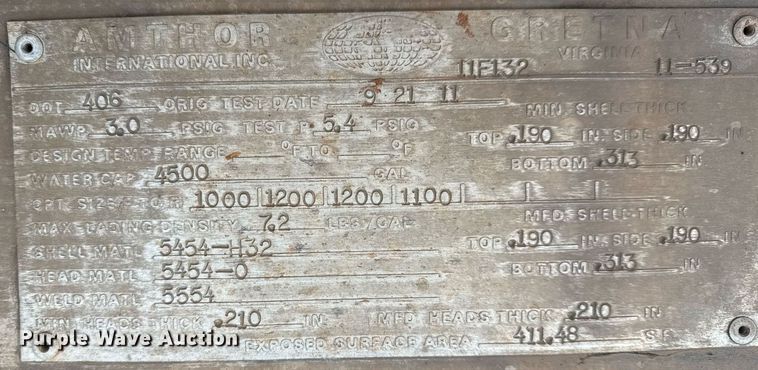 AMTHOR GRETNA
INTERNATIONAL, INC. VIRGINIA
11F132 11-539
DOT 406 ORIG TEST DATE 9 21 11 MIN. SHELL THICK
MAWP 3.0 PSIG TEST P 5.4 PSIG TOP .190 IN. SIDE .190 IN
DESIGN TEMP RANGE °F TO °F BOTTOM .313 IN
WATER CAP. 4500 GAL
CPT. SIZES F TO R 1000 1200 1200 1100
MAX. LADING DENSITY 7.2 LBS/GAL MFD. SHELL THICK
SHELL MATL 5454-H32 TOP .190 IN. SIDE .190 IN
HEAD MATL 5454-O BOTTOM .313 IN
WELD MATL 5554
MIN HEADS THICK .210 IN. MFD HEADS THICK .210 IN
EXPOSED SURFACE AREA 411.48 S.F.
Purple Wave Auction